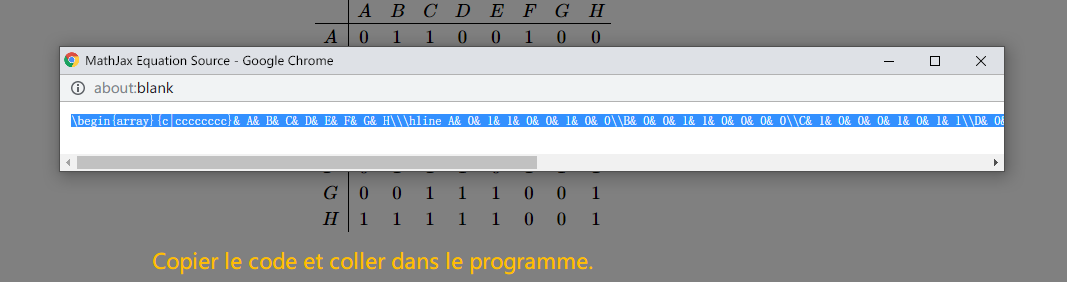 A B C D E F G H
A 0 1 1 0 0 1 0 0
MathJax Equation Source - Google Chrome
about:blank
\begin{array}{c|cccccccc}& A& B& C& D& E& F& G& H\\\hline A& 0& 1& 1& 0& 0& 1& 0& 0\\B& 0& 0& 1& 1& 0& 0& 0& 0\\C& 1& 0& 0& 0& 1& 0& 1& 1\\D& 0&
G 0 0 1 1 1 0 0 1
H 1 1 1 1 1 0 0 1
Copier le code et coller dans le programme.